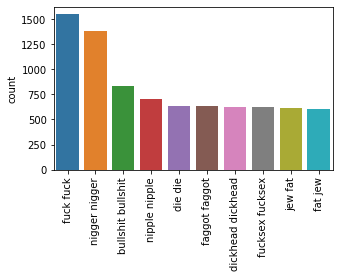 1500
1250
1000
750
500
250
0
count
fuck fuck
nigger nigger
bullshit bullshit
nipple nipple
die die
faggot faggot
dickhead dickhead
fucksex fucksex
jew fat
fat jew